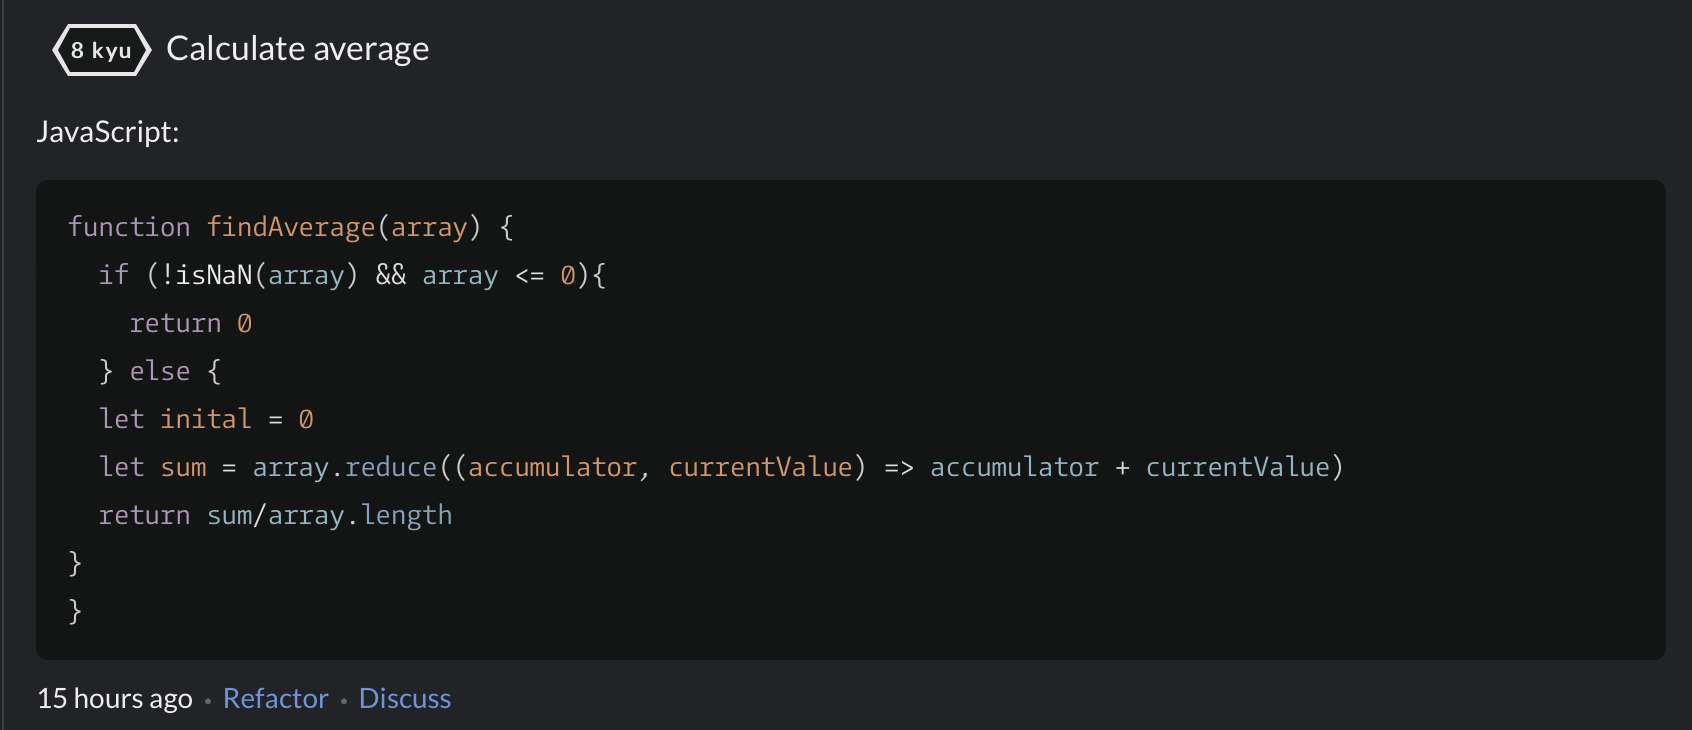 8 kyu Calculate average
JavaScript:
function findAverage(array) {
  if (!isNaN(array) && array <= 0){
    return 0
  } else {
  let inital = 0
  let sum = array.reduce((accumulator, currentValue) => accumulator + currentValue)
  return sum/array.length
}
}
15 hours ago • Refactor • Discuss